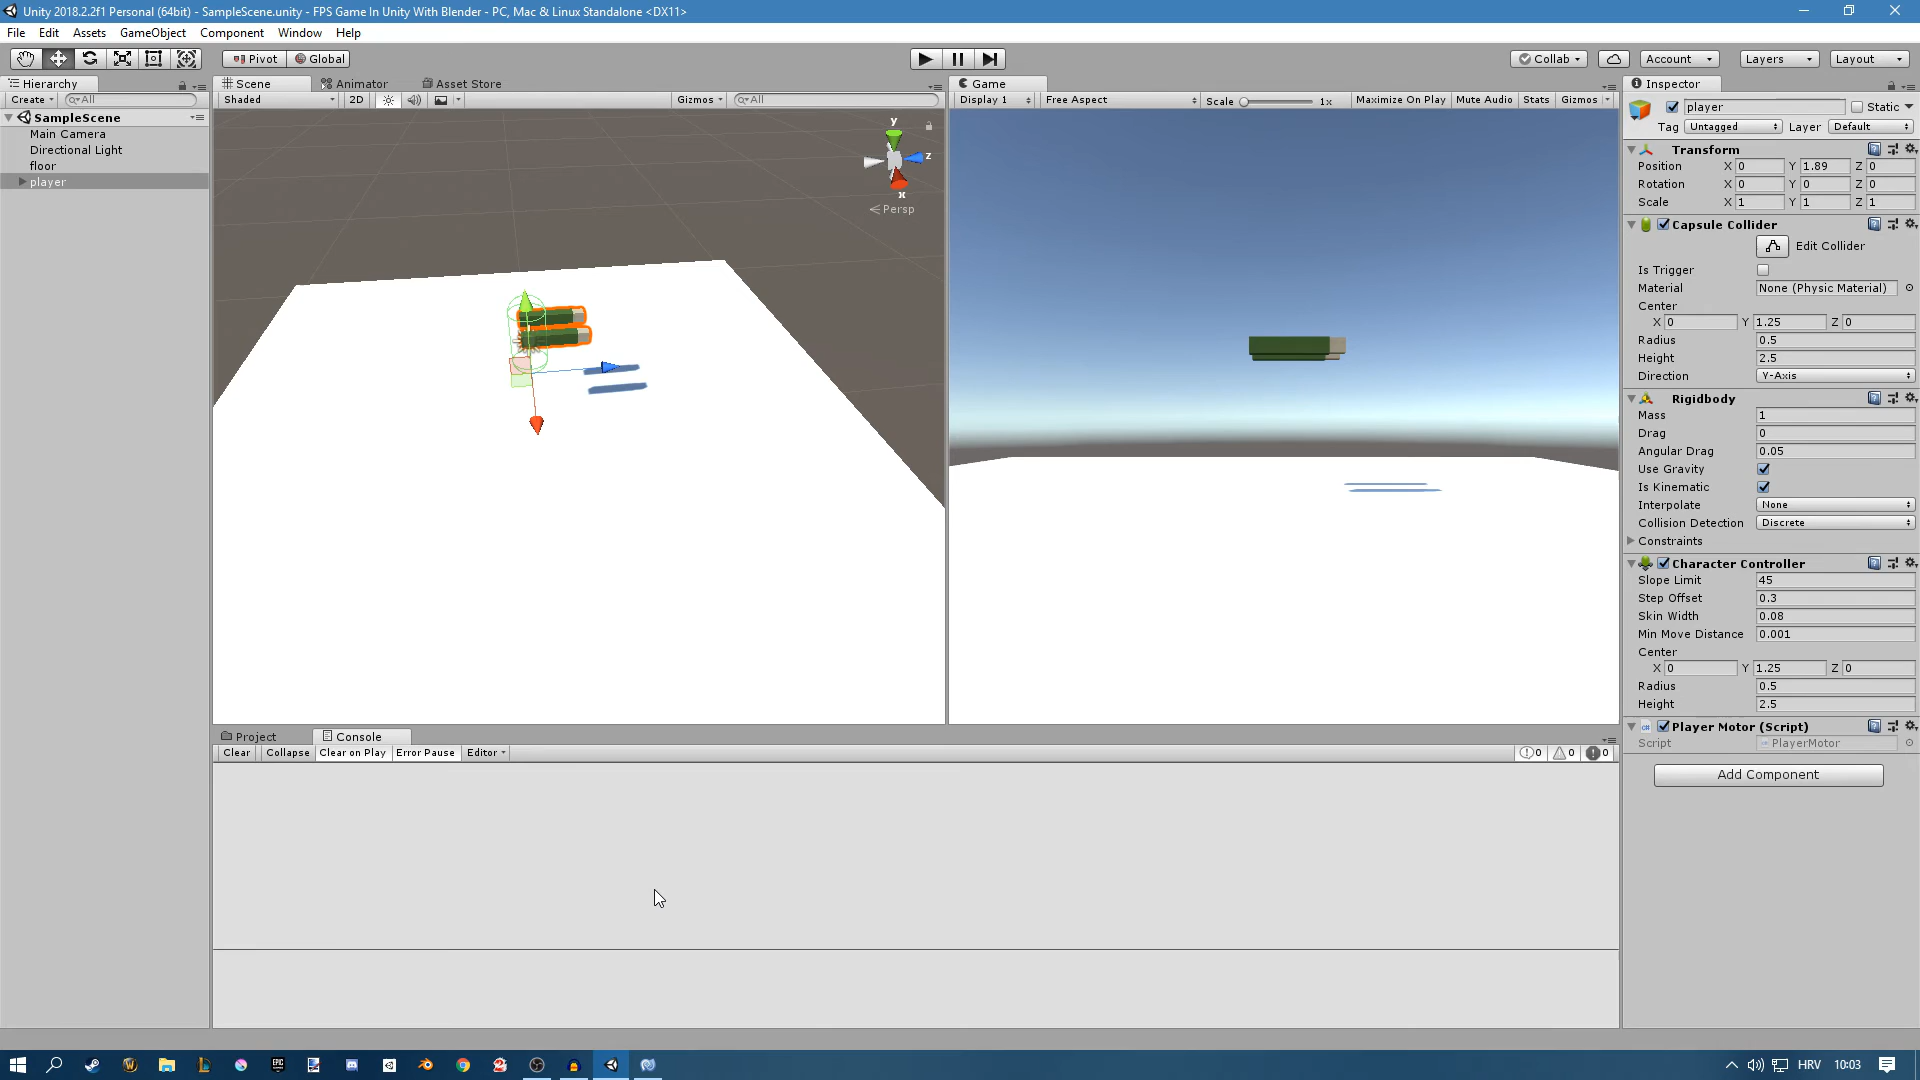 Unity 2018.2.2f1 Personal (64bit) - SampleScene.unity - FPS Game In Unity With Blender - PC, Mac & Linux Standalone <DX11>
File Edit Assets GameObject Component Window Help
Pivot Global Collab Account Layers Layout
Hierarchy
Create All
SampleScene
Main Camera
Directional Light
floor
player
Scene Animator Asset Store
Shaded 2D Gizmos All
y
z
x
Persp
Game
Display 1 Free Aspect Scale 1x Maximize On Play Mute Audio Stats Gizmos
Project Console
Clear Collapse Clear on Play Error Pause Editor 0 0 0
Inspector
player Static
Tag Untagged Layer Default
Transform
Position X 0 Y 1.89 Z 0
Rotation X 0 Y 0 Z 0
Scale X 1 Y 1 Z 1
Capsule Collider
Edit Collider
Is Trigger
Material None (Physic Material)
Center
X 0 Y 1.25 Z 0
Radius 0.5
Height 2.5
Direction Y-Axis
Rigidbody
Mass 1
Drag 0
Angular Drag 0.05
Use Gravity
Is Kinematic
Interpolate None
Collision Detection Discrete
Constraints
Character Controller
Slope Limit 45
Step Offset 0.3
Skin Width 0.08
Min Move Distance 0.001
Center
X 0 Y 1.25 Z 0
Radius 0.5
Height 2.5
Player Motor (Script)
Script PlayerMotor
Add Component
HRV 10:03